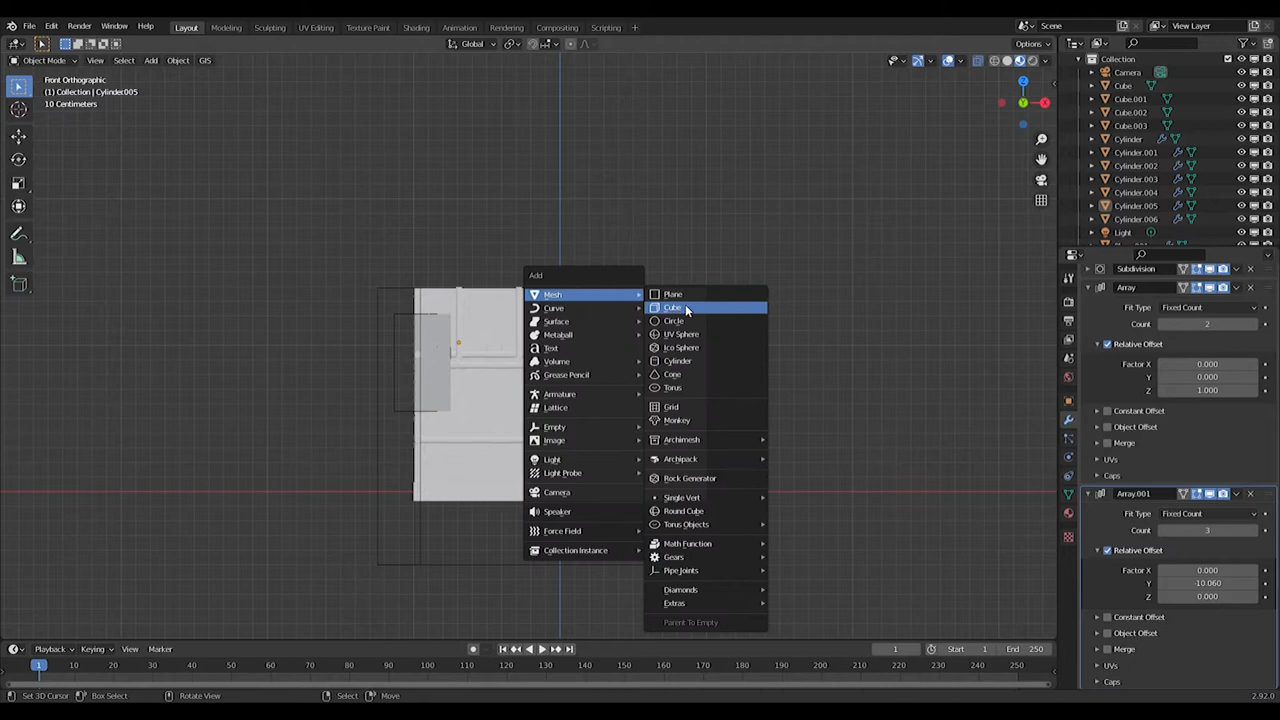 File Edit Render Window Help Layout Modeling Sculpting UV Editing Texture Paint Shading Animation Rendering Compositing Scripting + Scene View Layer
Global Options
Object Mode View Select Add Object GIS
Front Orthographic
(1) Collection | Cylinder.005
10 Centimeters
Z
Y
X
Add
Mesh
Curve
Surface
Metaball
Text
Volume
Grease Pencil
Armature
Lattice
Empty
Image
Light
Light Probe
Camera
Speaker
Force Field
Collection Instance
Plane
Cube
Circle
UV Sphere
Ico Sphere
Cylinder
Cone
Torus
Grid
Monkey
Archimesh
Archipack
Rock Generator
Single Vert
Round Cube
Torus Objects
Math Function
Gears
Pipe Joints
Diamonds
Extras
Parent To Empty
Collection
Camera
Cube
Cube.001
Cube.002
Cube.003
Cylinder
Cylinder.001
Cylinder.002
Cylinder.003
Cylinder.004
Cylinder.005
Cylinder.006
Light
Subdivision
Array
Fit Type Fixed Count
Count 2
Relative Offset
Factor X 0.000
Y 0.000
Z 1.000
Constant Offset
Object Offset
Merge
UVs
Caps
Array.001
Fit Type Fixed Count
Count 3
Relative Offset
Factor X 0.000
Y -10.060
Z 0.000
Constant Offset
Object Offset
Merge
UVs
Caps
Playback Keying View Marker 1 Start 1 End 250
1 10 20 30 40 50 60 70 80 90 100 110 120 130 140 150 160 170 180 190 200 210 220 230 240 250
Set 3D Cursor Box Select Rotate View Select Move 2.92.0